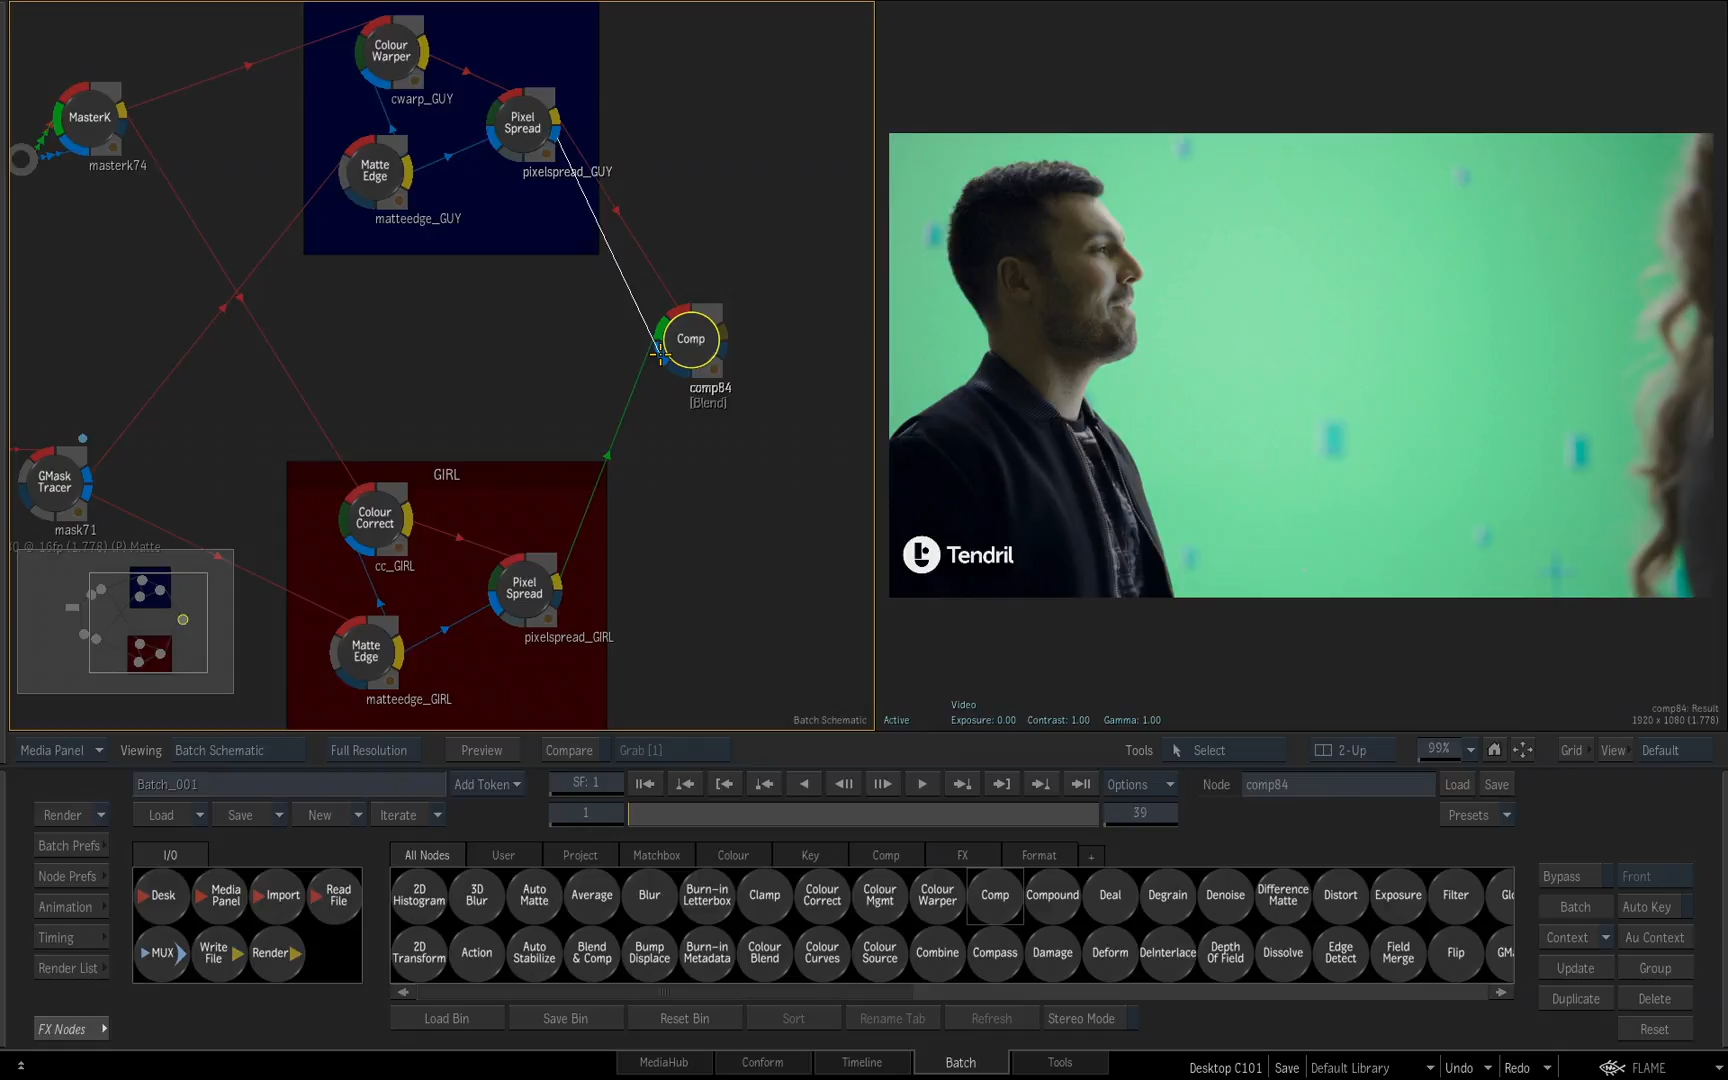 Colour
Warper
cwarp_GUY
MasterK
masterk74
Pixel
Spread
pixelspread_GUY
Matte
Edge
matteedge_GUY
Comp
comp84
[Blend]
GMask
Tracer
mask71
@ 16fp (1.778) (P) Matte
GIRL
Colour
Correct
cc_GIRL
Pixel
Spread
pixelspread_GIRL
Matte
Edge
matteedge_GIRL
Batch Schematic
Tendril
Active
Video
Exposure: 0.00 Contrast: 1.00 Gamma: 1.00
comp84: Result
1920 x 1080 (1.778)
Media Panel Viewing Batch Schematic Full Resolution Preview Compare Grab [1] Tools Select 2-Up 99% Grid View Default
Batch_001 Add Token SF: 1 Options Node comp84 Load Save
Render Load Save New Iterate 1 39 Presets
Batch Prefs
Node Prefs
Animation
Timing
Render List
FX Nodes
I/O
Desk Media Panel Import Read File
MUX Write File Render
All Nodes User Project Matchbox Colour Key Comp FX Format +
2D Histogram 3D Blur Auto Matte Average Blur Burn-in Letterbox Clamp Colour Correct Colour Mgmt Colour Warper Comp Compound Deal Degrain Denoise Difference Matte Distort Exposure Filter Glo
2D Transform Action Auto Stabilize Blend & Comp Bump Displace Burn-in Metadata Colour Blend Colour Curves Colour Source Combine Compass Damage Deform DeInterlace Depth Of Field Dissolve Edge Detect Field Merge Flip GMa
Load Bin Save Bin Reset Bin Sort Rename Tab Refresh Stereo Mode
Bypass Front
Batch Auto Key
Context Au Context
Update Group
Duplicate Delete
Reset
MediaHub Conform Timeline Batch Tools Desktop C101 Save Default Library Undo Redo FLAME